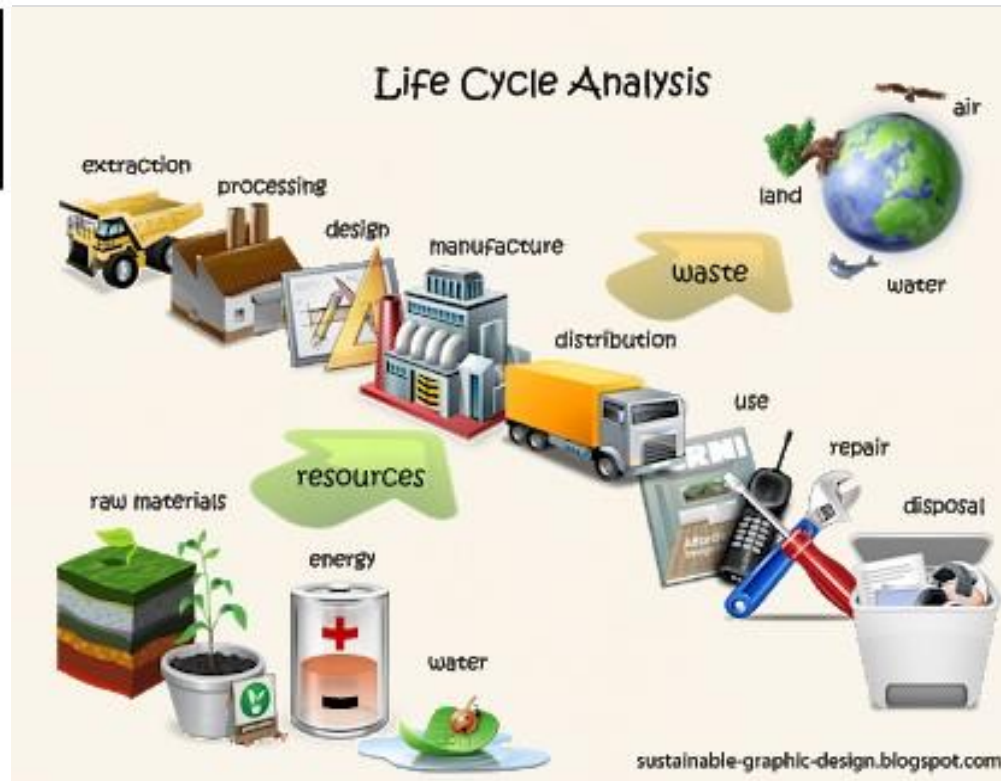 Life Cycle Analysis
air
extraction
processing
land
design
manufacture
waste
water
distribution
use
repair
resources
raw materials
disposal
energy
water
sustainable-graphic-design.blogspot.com